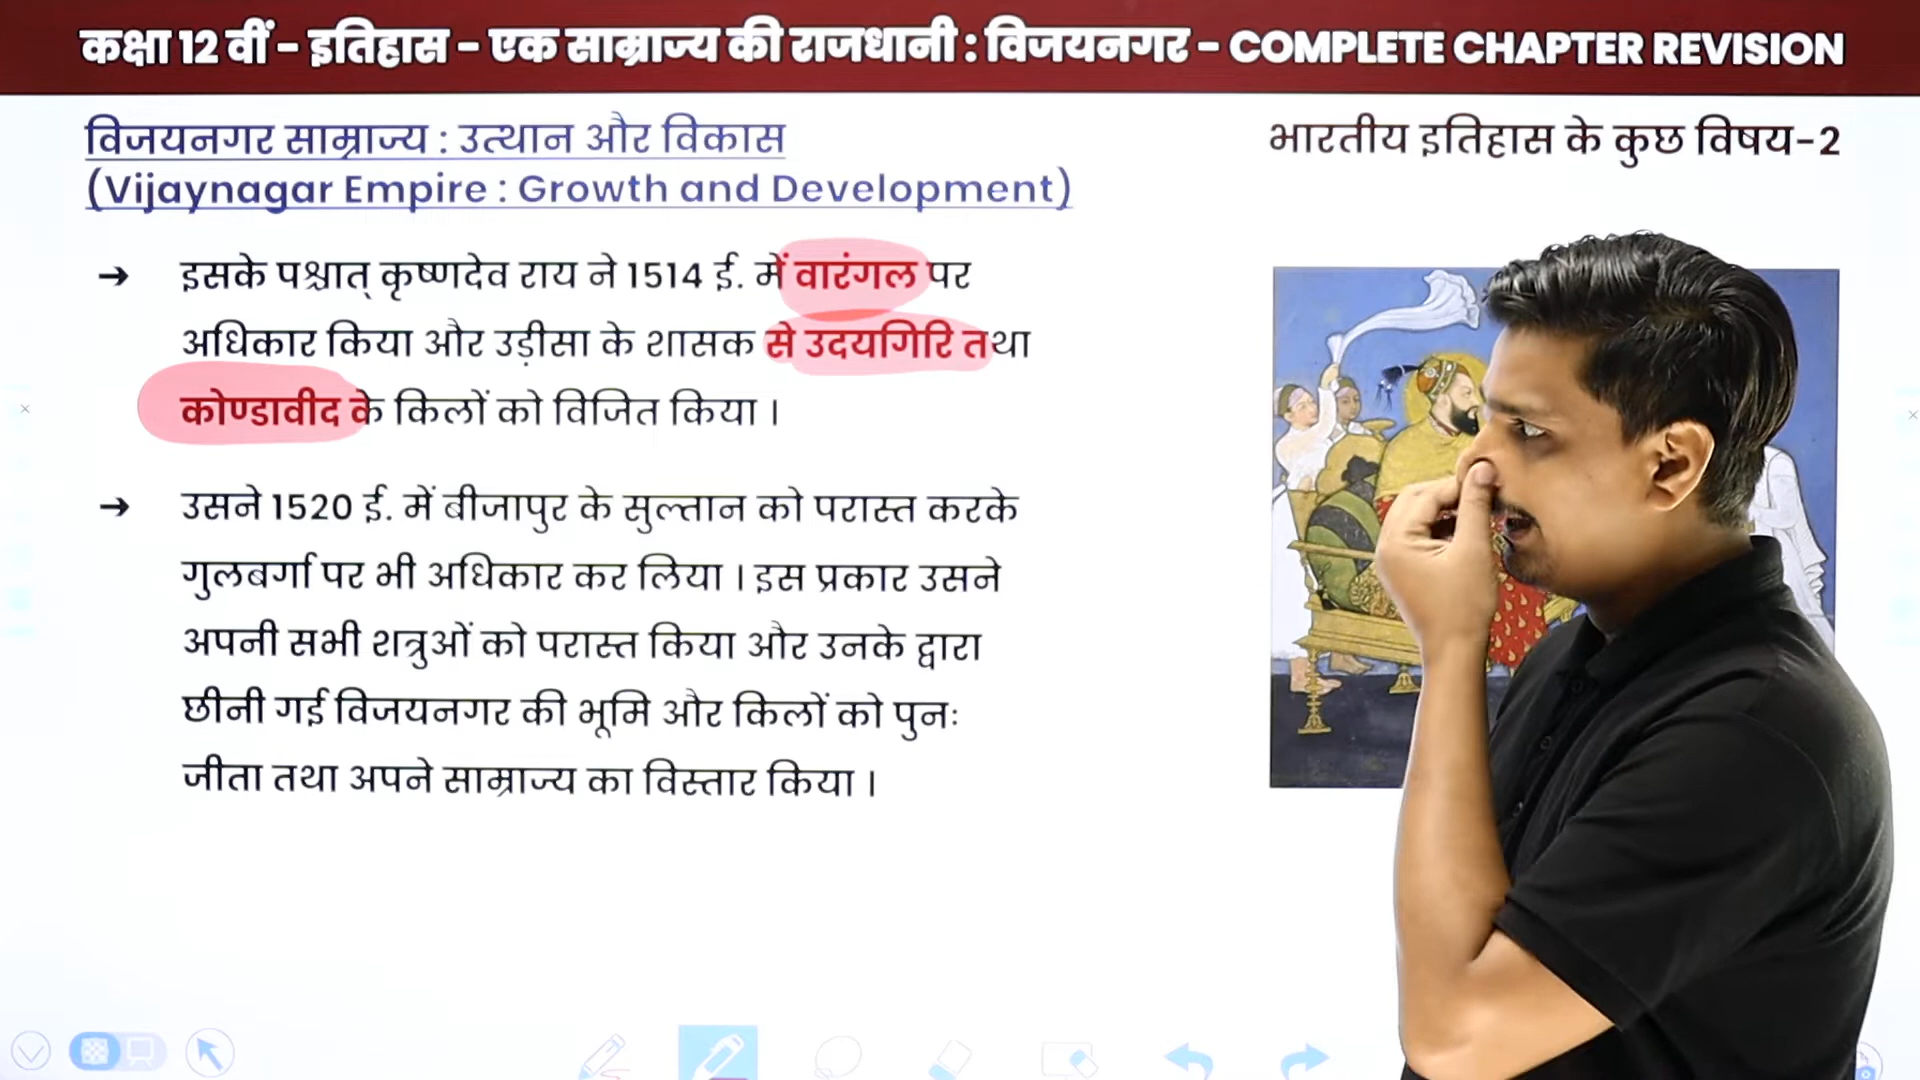 कक्षा 12 वीं - इतिहास - एक साम्राज्य की राजधानी : विजयनगर - COMPLETE CHAPTER REVISION
विजयनगर साम्राज्य : उत्थान और विकास
(Vijaynagar Empire : Growth and Development)
भारतीय इतिहास के कुछ विषय-2
→ इसके पश्चात् कृष्णदेव राय ने 1514 ई. में वारंगल पर
अधिकार किया और उड़ीसा के शासक से उदयगिरि तथा
कोण्डावीद के किलों को विजित किया।
→ उसने 1520 ई. में बीजापुर के सुल्तान को परास्त करके
गुलबर्गा पर भी अधिकार कर लिया। इस प्रकार उसने
अपनी सभी शत्रुओं को परास्त किया और उनके द्वारा
छीनी गई विजयनगर की भूमि और किलों को पुनः
जीता तथा अपने साम्राज्य का विस्तार किया।